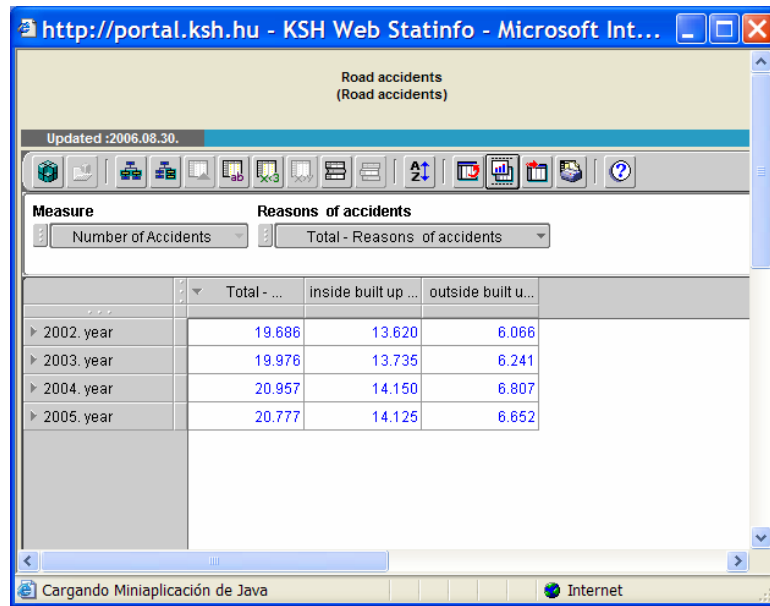 http://portal.ksh.hu - KSH Web Statinfo - Microsoft Int...
Road accidents
(Road accidents)
Updated :2006.08.30.
Measure Reasons of accidents
Number of Accidents Total - Reasons of accidents
Total - ... inside built up ... outside built u...
2002. year 19.686 13.620 6.066
2003. year 19.976 13.735 6.241
2004. year 20.957 14.150 6.807
2005. year 20.777 14.125 6.652
Cargando Miniaplicación de Java Internet